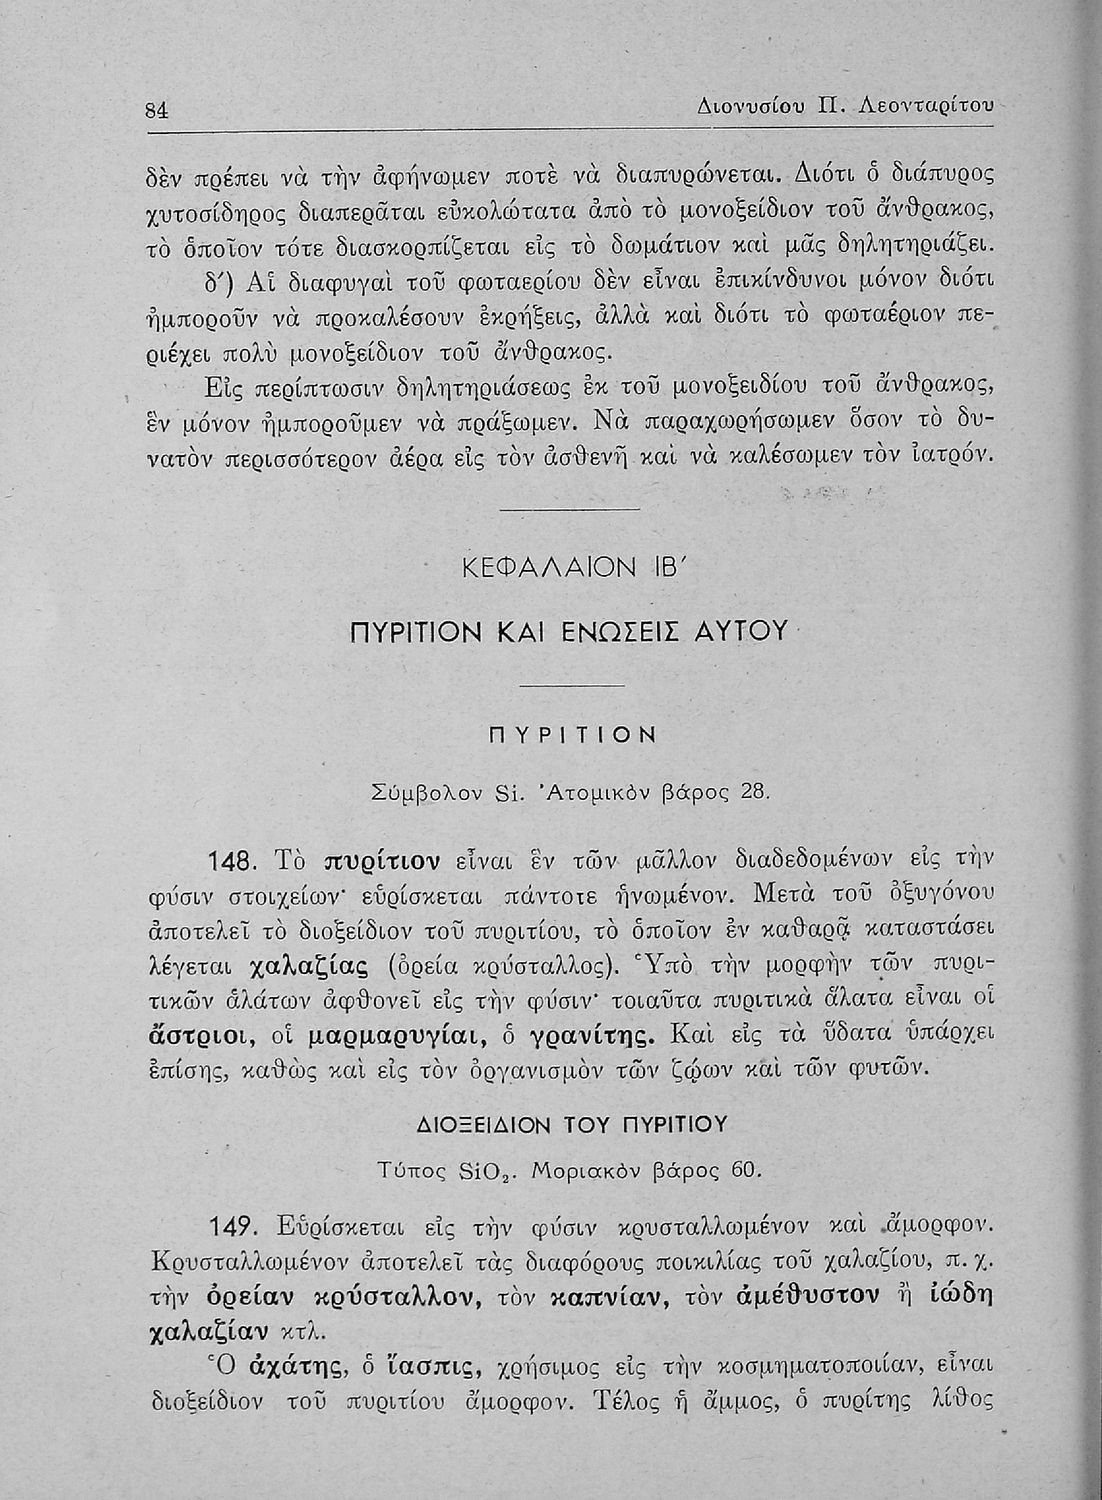 84 Διονυσίου Π. Λεονταρίτου
δὲν πρέπει νὰ τὴν ἀφήνωμεν ποτὲ νὰ διαπυρώνεται. Διότι ὁ διάπυρος
χυτοσίδηρος διαπερᾶται εὐκολώτατα ἀπὸ τὸ μονοξείδιον τοῦ ἄνθρακος,
τὸ ὁποῖον τότε διασκορπίζεται εἰς τὸ δωμάτιον καὶ μᾶς δηλητηριάζει.
δ΄) Αἱ διαφυγαὶ τοῦ φωταερίου δὲν εἶναι ἐπικίνδυνοι μόνον διότι
ἠμποροῦν νὰ προκαλέσουν ἐκρήξεις, ἀλλὰ καὶ διότι τὸ φωταέριον πε-
ριέχει πολὺ μονοξείδιον τοῦ ἄνθρακος.
Εἰς περίπτωσιν δηλητηριάσεως ἐκ τοῦ μονοξειδίου τοῦ ἄνθρακος,
ἓν μόνον ἠμποροῦμεν νὰ πράξωμεν. Νὰ παραχωρήσωμεν ὅσον τὸ δυ-
νατὸν περισσότερον ἀέρα εἰς τὸν ἀσθενῆ καὶ νὰ καλέσωμεν τὸν ἰατρόν.
ΚΕΦΑΛΑΙΟΝ ΙΒ΄
ΠΥΡΙΤΙΟΝ ΚΑΙ ΕΝΩΣΕΙΣ ΑΥΤΟΥ
ΠΥΡΙΤΙΟΝ
Σύμβολον Si. Ἀτομικὸν βάρος 28.
148. Τὸ πυρίτιον εἶναι ἓν τῶν μᾶλλον διαδεδομένων εἰς τὴν
φύσιν στοιχείων· εὑρίσκεται πάντοτε ἡνωμένον. Μετὰ τοῦ ὀξυγόνου
ἀποτελεῖ τὸ διοξείδιον τοῦ πυριτίου, τὸ ὁποῖον ἐν καθαρᾷ καταστάσει
λέγεται χαλαζίας (ὀρεία κρύσταλλος). Ὑπὸ τὴν μορφὴν τῶν πυρι-
τικῶν ἁλάτων ἀφθονεῖ εἰς τὴν φύσιν· τοιαῦτα πυριτικὰ ἅλατα εἶναι οἱ
ἄστριοι, οἱ μαρμαρυγίαι, ὁ γρανίτης. Καὶ εἰς τὰ ὕδατα ὑπάρχει
ἐπίσης, καθὼς καὶ εἰς τὸν ὀργανισμὸν τῶν ζῴων καὶ τῶν φυτῶν.
ΔΙΟΞΕΙΔΙΟΝ ΤΟΥ ΠΥΡΙΤΙΟΥ
Τύπος SiO₂. Μοριακὸν βάρος 60.
149. Εὑρίσκεται εἰς τὴν φύσιν κρυσταλλωμένον καὶ ἄμορφον.
Κρυσταλλωμένον ἀποτελεῖ τὰς διαφόρους ποικιλίας τοῦ χαλαζίου, π. χ.
τὴν ὀρείαν κρύσταλλον, τὸν καπνίαν, τὸν ἀμέθυστον ἢ ἰώδη
χαλαζίαν κτλ.
Ὁ ἀχάτης, ὁ ἴασπις, χρήσιμος εἰς τὴν κοσμηματοποιίαν, εἶναι
διοξείδιον τοῦ πυριτίου ἄμορφον. Τέλος ἡ ἄμμος, ὁ πυρίτης λίθος